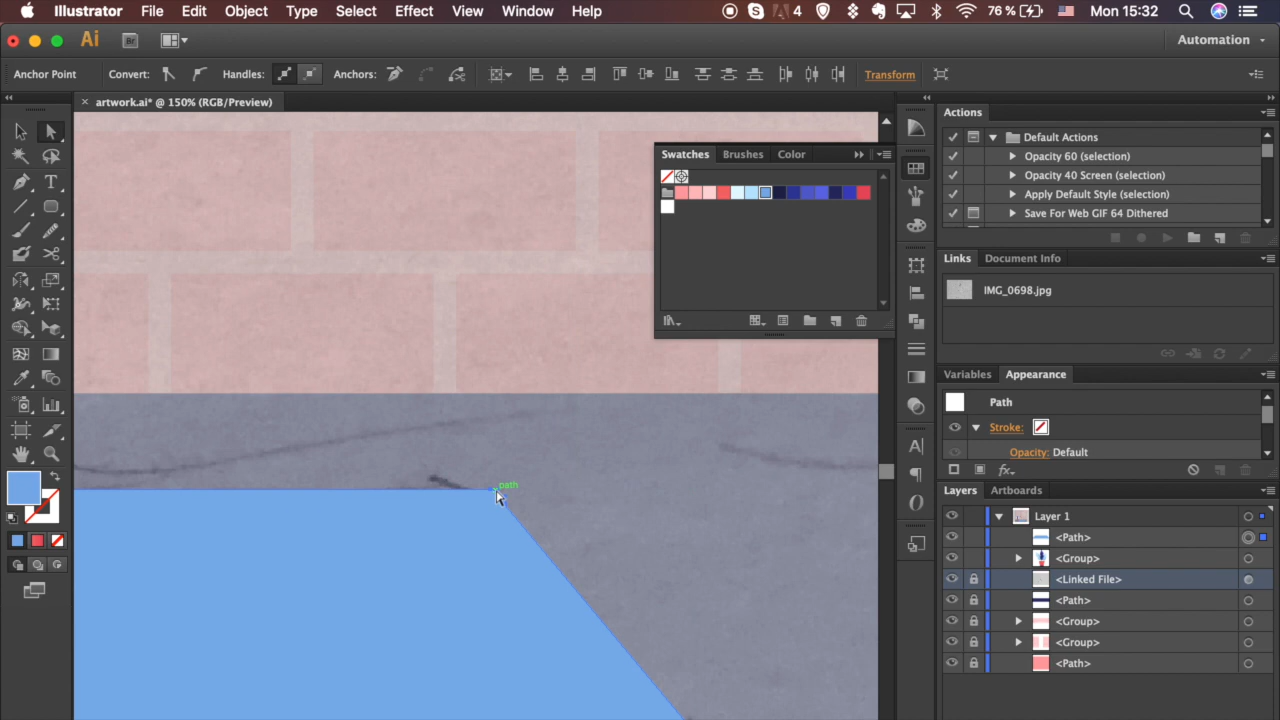 Illustrator File Edit Object Type Select Effect View Window Help 4 76 % Mon 15:32
Ai Br Automation
Anchor Point Convert: Handles: Anchors: Transform
× artwork.ai* @ 150% (RGB/Preview)
Swatches Brushes Color
path
Actions
Default Actions
Opacity 60 (selection)
Opacity 40 Screen (selection)
Apply Default Style (selection)
Save For Web GIF 64 Dithered
Links Document Info
IMG_0698.jpg
Variables Appearance
Path
Stroke:
Opacity: Default
fx
Layers Artboards
Layer 1
<Path>
<Group>
<Linked File>
<Path>
<Group>
<Group>
<Path>